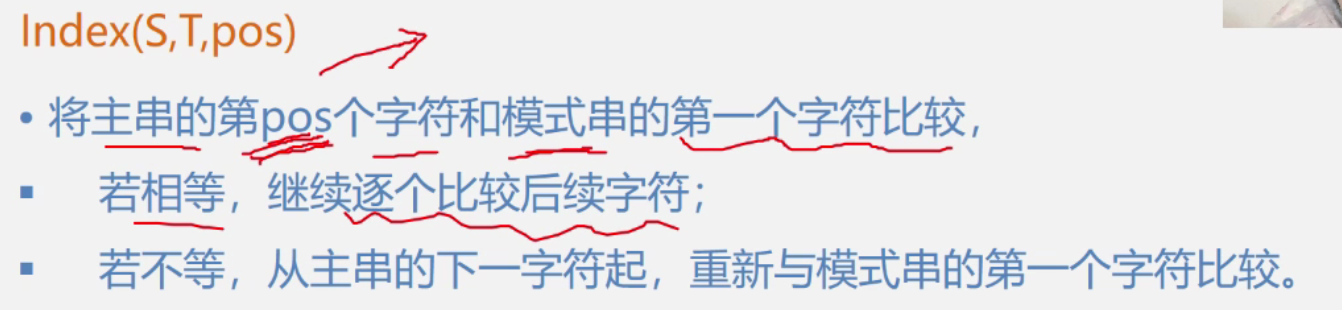 Index(S,T,pos)
• 将主串的第pos个字符和模式串的第一个字符比较，
▪ 若相等，继续逐个比较后续字符；
▪ 若不等，从主串的下一字符起，重新与模式串的第一个字符比较。